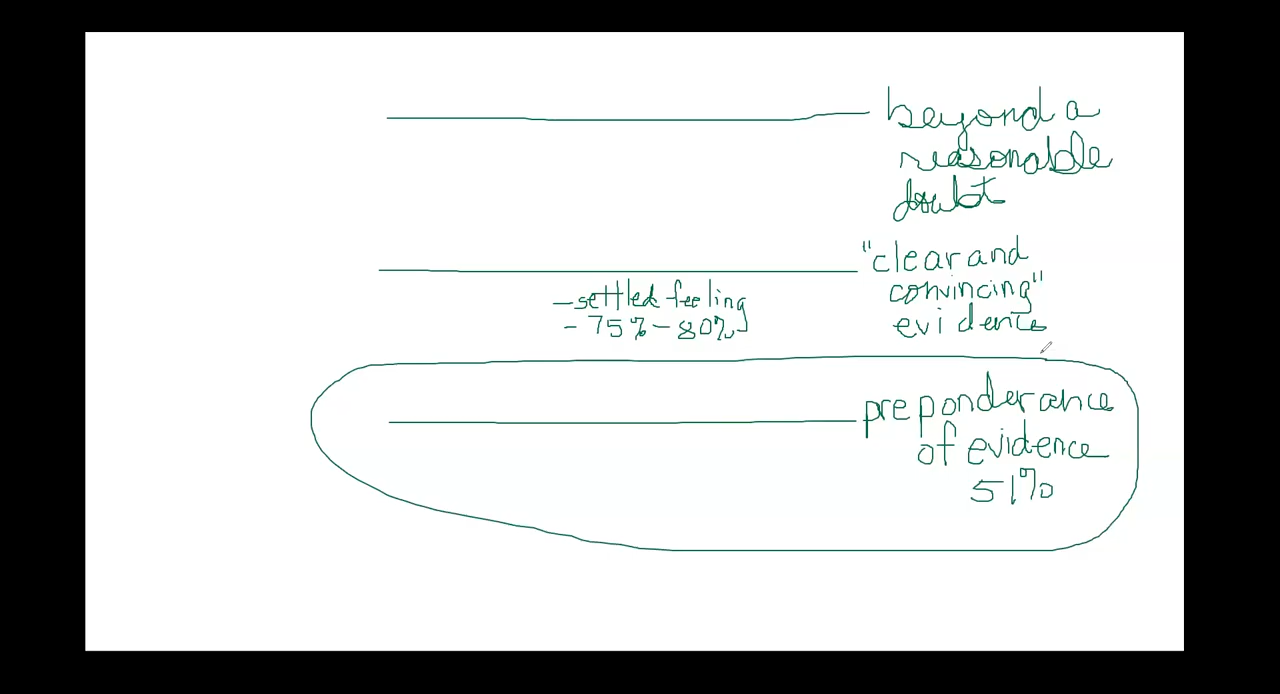 beyond a
reasonable
doubt
"clear and
convincing"
evidence
- settled feeling
- 75% - 80%
preponderance
of evidence
51%